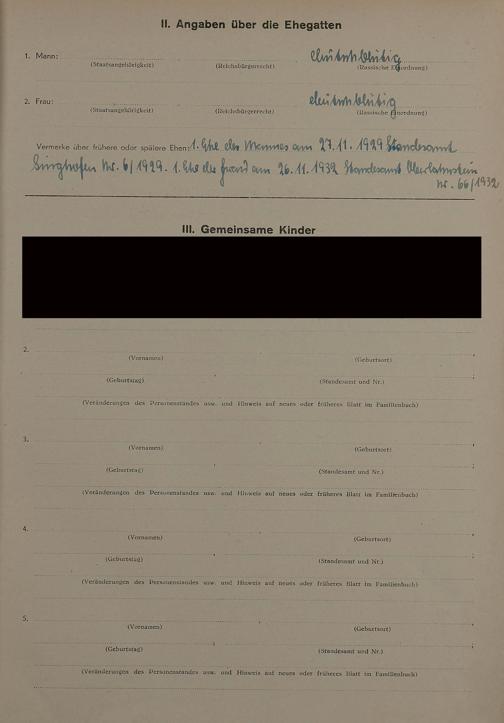 II. Angaben über die Ehegatten
1. Mann: deutschblütig
(Staatsangehörigkeit) (Reichsbürgerrecht) (Rassische Einordnung)
2. Frau: deutschblütig
(Staatsangehörigkeit) (Reichsbürgerrecht) (Rassische Einordnung)
Vermerke über frühere oder spätere Ehen: 1. Ehe des Mannes am 27.11.1929 Standesamt
Singhofen Nr. 6/1929. 1. Ehe der Frau am 26.11.1932 Standesamt Oberlahnstein
Nr. 66/1932
III. Gemeinsame Kinder
2.
(Vornamen) (Geburtsort)
(Geburtstag) (Standesamt und Nr.)
(Veränderungen des Personenstandes usw. und Hinweis auf neues oder früheres Blatt im Familienbuch)
3.
(Vornamen) (Geburtsort)
(Geburtstag) (Standesamt und Nr.)
(Veränderungen des Personenstandes usw. und Hinweis auf neues oder früheres Blatt im Familienbuch)
4.
(Vornamen) (Geburtsort)
(Geburtstag) (Standesamt und Nr.)
(Veränderungen des Personenstandes usw. und Hinweis auf neues oder früheres Blatt im Familienbuch)
5.
(Vornamen) (Geburtsort)
(Geburtstag) (Standesamt und Nr.)
(Veränderungen des Personenstandes usw. und Hinweis auf neues oder früheres Blatt im Familienbuch)